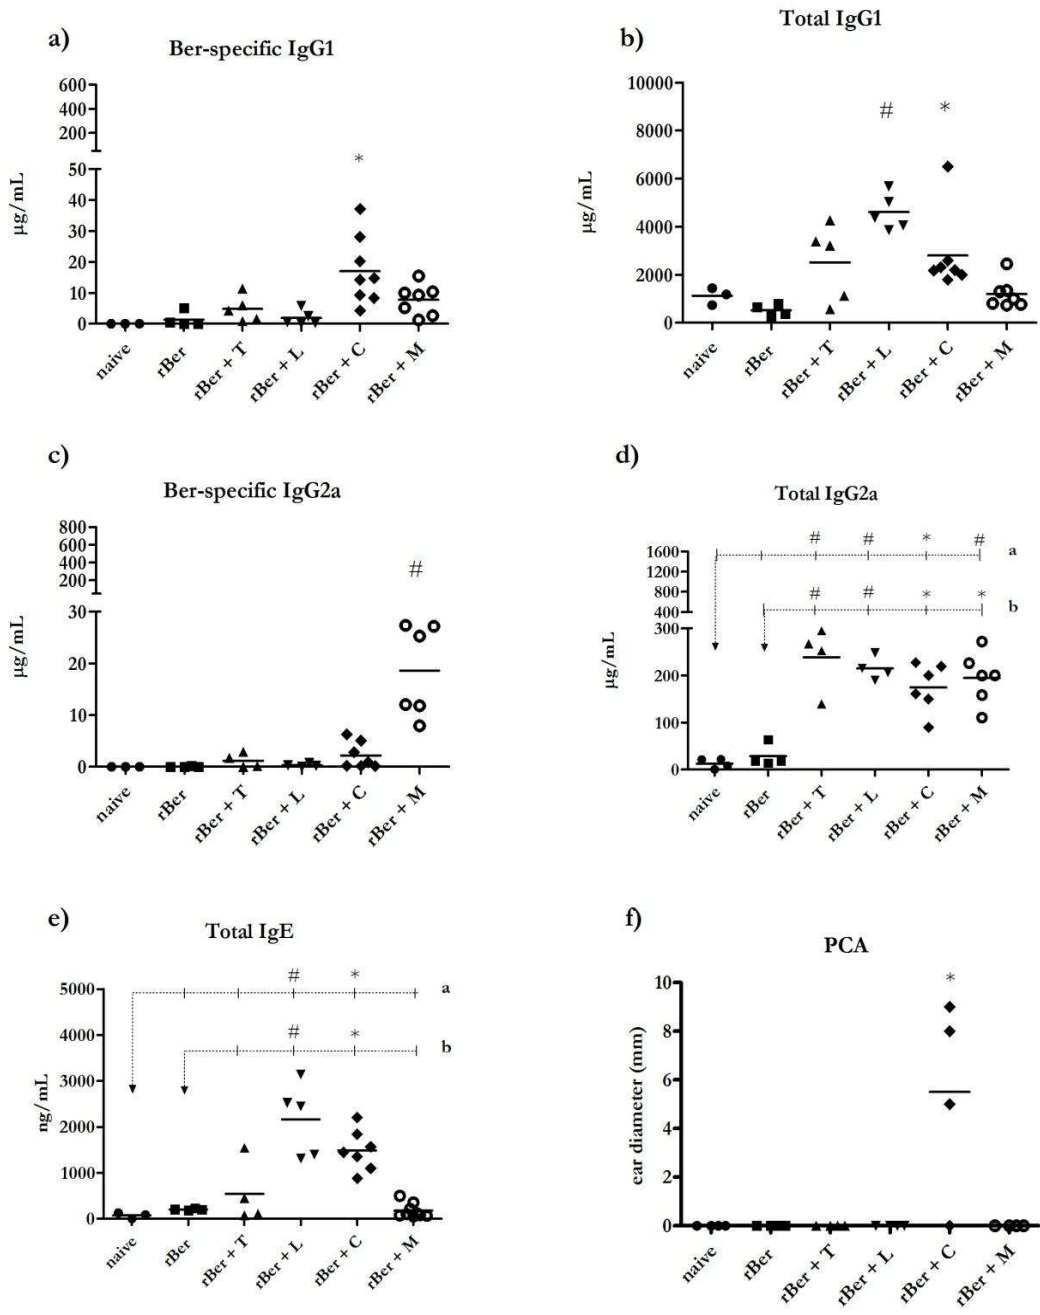 a)
Ber-specific IgG1
600
400
200
50
40
30
20
10
0
µg/mL
*
naive
rBer
rBer + T
rBer + L
rBer + C
rBer + M
b)
Total IgG1
10000
8000
6000
4000
2000
0
µg/mL
#
*
naive
rBer
rBer + T
rBer + L
rBer + C
rBer + M
c)
Ber-specific IgG2a
800
600
400
200
30
20
10
0
µg/mL
#
naive
rBer
rBer + T
rBer + L
rBer + C
rBer + M
d)
Total IgG2a
1600
1200
800
400
300
200
100
0
µg/mL
# # * # a
# # * * b
naive
rBer
rBer + T
rBer + L
rBer + C
rBer + M
e)
Total IgE
5000
4000
3000
2000
1000
0
ng/mL
# * a
# * b
naive
rBer
rBer + T
rBer + L
rBer + C
rBer + M
f)
PCA
10
8
6
4
2
0
ear diameter (mm)
*
naive
rBer
rBer + T
rBer + L
rBer + C
rBer + M